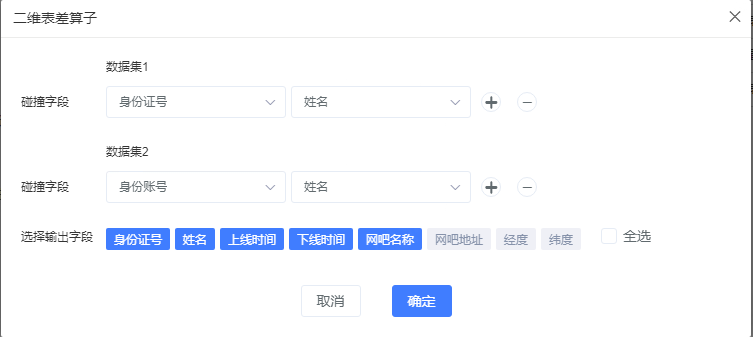 二维表差算子
数据集1
碰撞字段 身份证号 姓名
数据集2
碰撞字段 身份账号 姓名
选择输出字段 身份证号 姓名 上线时间 下线时间 网吧名称 网吧地址 经度 纬度 全选
取消 确定